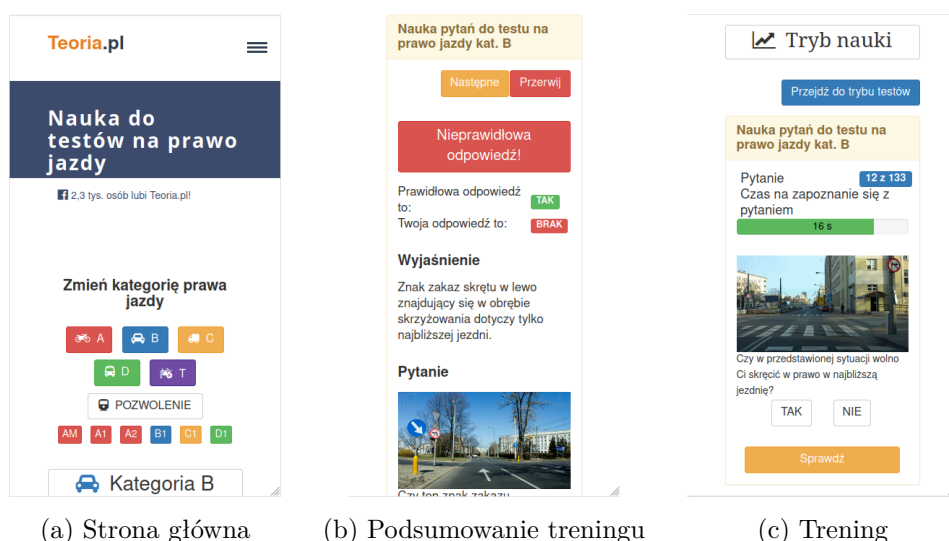 Teoria.pl
Nauka do
testów na prawo
jazdy
2,3 tys. osób lubi Teoria.pl!
Zmień kategorię prawa
jazdy
A
B
C
D
T
POZWOLENIE
AM
A1
A2
B1
C1
D1
Kategoria B
(a) Strona główna
Nauka pytań do testu na
prawo jazdy kat. B
Następne
Przerwij
Nieprawidłowa
odpowiedź!
Prawidłowa odpowiedź
to:
TAK
Twoja odpowiedź to:
BRAK
Wyjaśnienie
Znak zakaz skrętu w lewo
znajdujący się w obrębie
skrzyżowania dotyczy tylko
najbliższej jezdni.
Pytanie
Czy ten znak zakazu
(b) Podsumowanie treningu
Tryb nauki
Przejdź do trybu testów
Nauka pytań do testu na
prawo jazdy kat. B
Pytanie
12 z 133
Czas na zapoznanie się z
pytaniem
16 s
Czy w przedstawionej sytuacji wolno
Ci skręcić w prawo w najbliższą
jezdnię?
TAK
NIE
Sprawdź
(c) Trening